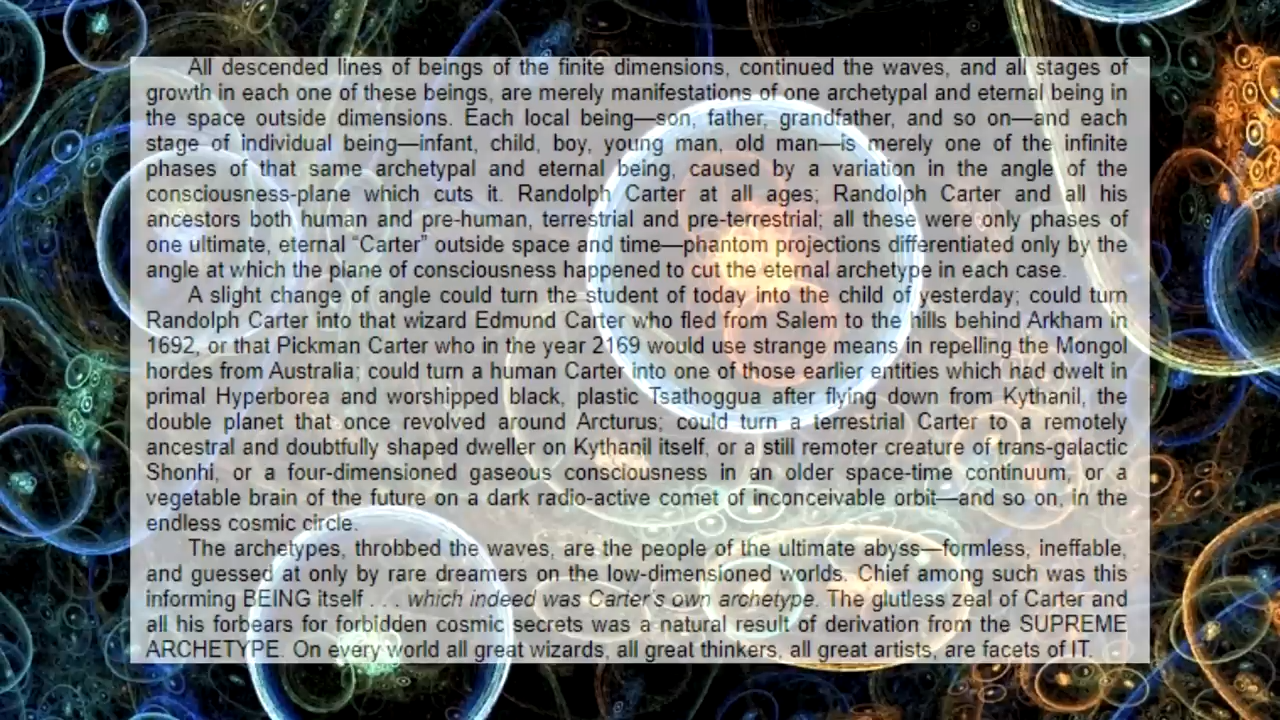 All descended lines of beings of the finite dimensions, continued the waves, and all stages of
growth in each one of these beings, are merely manifestations of one archetypal and eternal being in
the space outside dimensions. Each local being—son, father, grandfather, and so on—and each
stage of individual being—infant, child, boy, young man, old man—is merely one of the infinite
phases of that same archetypal and eternal being, caused by a variation in the angle of the
consciousness-plane which cuts it. Randolph Carter at all ages; Randolph Carter and all his
ancestors both human and pre-human, terrestrial and pre-terrestrial; all these were only phases of
one ultimate, eternal “Carter” outside space and time—phantom projections differentiated only by the
angle at which the plane of consciousness happened to cut the eternal archetype in each case.
A slight change of angle could turn the student of today into the child of yesterday; could turn
Randolph Carter into that wizard Edmund Carter who fled from Salem to the hills behind Arkham in
1692, or that Pickman Carter who in the year 2169 would use strange means in repelling the Mongol
hordes from Australia; could turn a human Carter into one of those earlier entities which had dwelt in
primal Hyperborea and worshipped black, plastic Tsathoggua after flying down from Kythanil, the
double planet that once revolved around Arcturus; could turn a terrestrial Carter to a remotely
ancestral and doubtfully shaped dweller on Kythanil itself, or a still remoter creature of trans-galactic
Shonhi, or a four-dimensioned gaseous consciousness in an older space-time continuum, or a
vegetable brain of the future on a dark radio-active comet of inconceivable orbit—and so on, in the
endless cosmic circle.
The archetypes, throbbed the waves, are the people of the ultimate abyss—formless, ineffable,
and guessed at only by rare dreamers on the low-dimensioned worlds. Chief among such was this
informing BEING itself . . . which indeed was Carter’s own archetype. The glutless zeal of Carter and
all his forbears for forbidden cosmic secrets was a natural result of derivation from the SUPREME
ARCHETYPE. On every world all great wizards, all great thinkers, all great artists, are facets of IT.